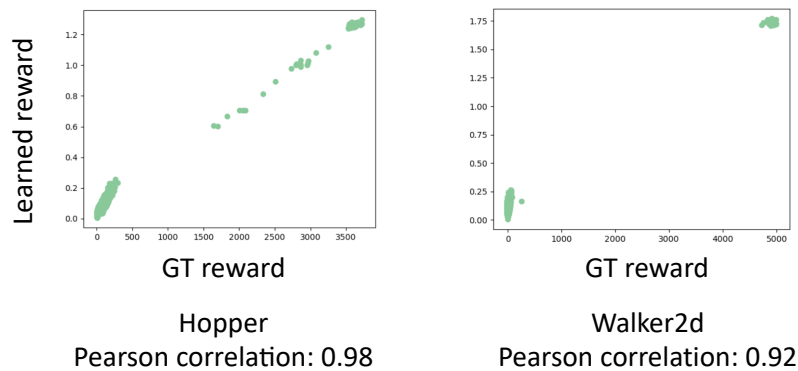 Learned reward
1.2
1.0
0.8
0.6
0.4
0.2
0.0
0 500 1000 1500 2000 2500 3000 3500
GT reward
Hopper
Pearson correlation: 0.98
1.75
1.50
1.25
1.00
0.75
0.50
0.25
0.00
0 1000 2000 3000 4000 5000
GT reward
Walker2d
Pearson correlation: 0.92